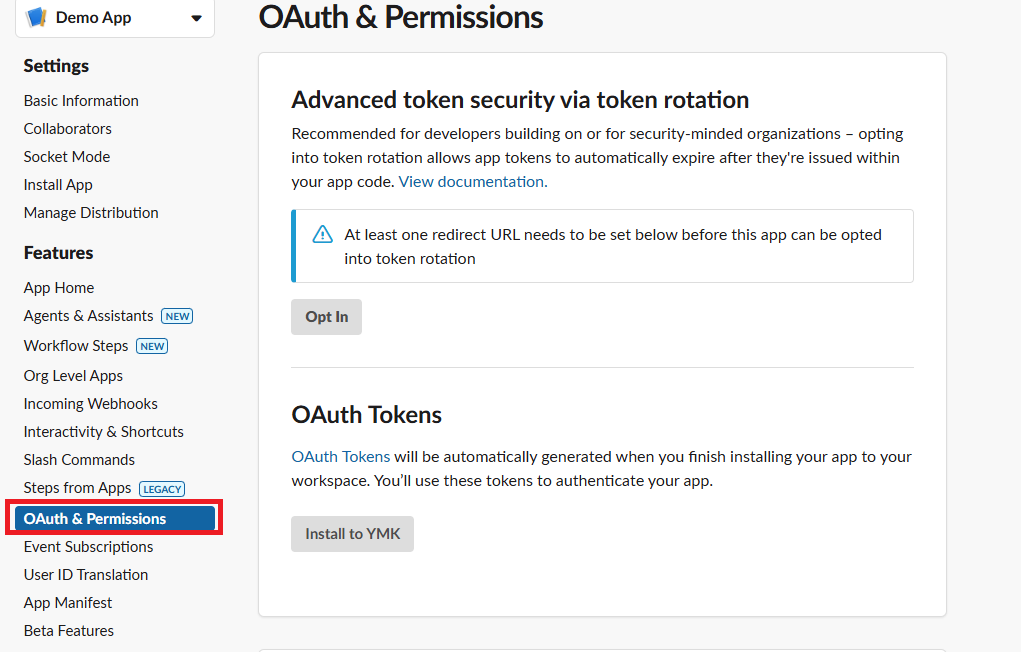 Demo App
Settings
Basic Information
Collaborators
Socket Mode
Install App
Manage Distribution
Features
App Home
Agents & Assistants NEW
Workflow Steps NEW
Org Level Apps
Incoming Webhooks
Interactivity & Shortcuts
Slash Commands
Steps from Apps LEGACY
OAuth & Permissions
Event Subscriptions
User ID Translation
App Manifest
Beta Features
OAuth & Permissions
Advanced token security via token rotation
Recommended for developers building on or for security-minded organizations – opting
into token rotation allows app tokens to automatically expire after they're issued within
your app code. View documentation.
At least one redirect URL needs to be set below before this app can be opted
into token rotation
Opt In
OAuth Tokens
OAuth Tokens will be automatically generated when you finish installing your app to your
workspace. You’ll use these tokens to authenticate your app.
Install to YMK